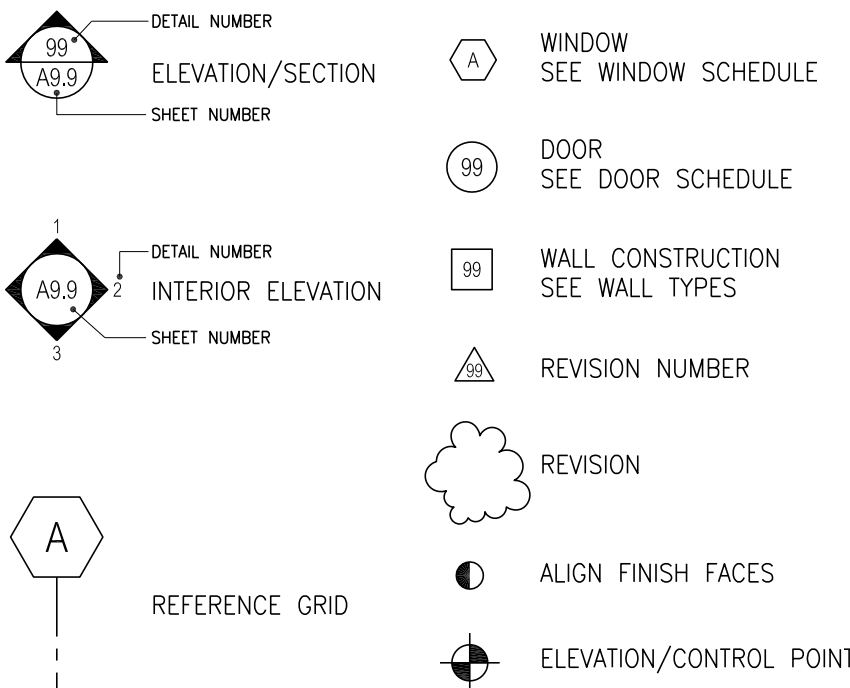 DETAIL NUMBER
99
A9.9
ELEVATION/SECTION
SHEET NUMBER
1
DETAIL NUMBER
A9.9
2
INTERIOR ELEVATION
SHEET NUMBER
3
A
REFERENCE GRID
A
WINDOW
SEE WINDOW SCHEDULE
99
DOOR
SEE DOOR SCHEDULE
99
WALL CONSTRUCTION
SEE WALL TYPES
99
REVISION NUMBER
REVISION
ALIGN FINISH FACES
ELEVATION/CONTROL POINT